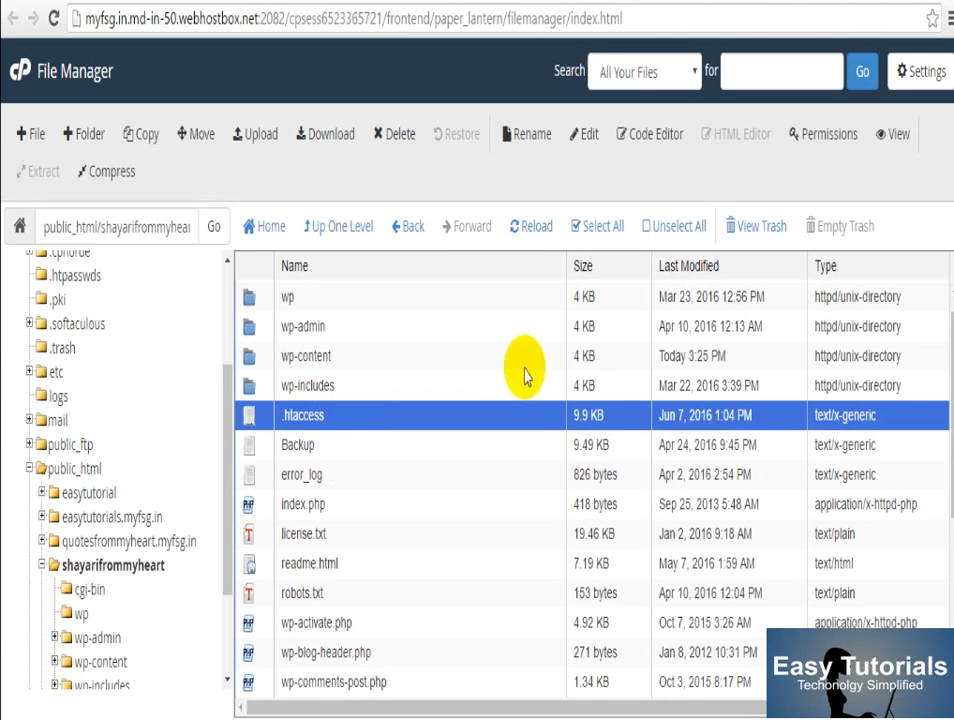 myfsg.in.md-in-50.webhostbox.net:2082/cpsess6523365721/frontend/paper_lantern/filemanager/index.html
cP File Manager Search All Your Files for Go Settings
File Folder Copy Move Upload Download Delete Restore Rename Edit Code Editor HTML Editor Permissions View
Extract Compress
public_html/shayarifrommyhear Go Home Up One Level Back Forward Reload Select All Unselect All View Trash Empty Trash
.cphorde
.htpasswds
.pki
.softaculous
.trash
etc
logs
mail
public_ftp
public_html
easytutorial
easytutorials.myfsg.in
quotesfrommyheart.myfsg.in
shayarifrommyheart
cgi-bin
wp
wp-admin
wp-content
wp-includes
Name Size Last Modified Type
wp 4 KB Mar 23, 2016 12:56 PM httpd/unix-directory
wp-admin 4 KB Apr 10, 2016 12:13 AM httpd/unix-directory
wp-content 4 KB Today 3:25 PM httpd/unix-directory
wp-includes 4 KB Mar 22, 2016 3:39 PM httpd/unix-directory
.htaccess 9.9 KB Jun 7, 2016 1:04 PM text/x-generic
Backup 9.49 KB Apr 24, 2016 9:45 PM text/x-generic
error_log 826 bytes Apr 2, 2016 2:54 PM text/x-generic
index.php 418 bytes Sep 25, 2013 5:48 AM application/x-httpd-php
license.txt 19.46 KB Jan 2, 2016 9:18 AM text/plain
readme.html 7.19 KB May 7, 2016 1:59 AM text/html
robots.txt 153 bytes Apr 10, 2016 12:04 PM text/plain
wp-activate.php 4.92 KB Oct 7, 2015 3:26 AM application/x-httpd-php
wp-blog-header.php 271 bytes Jan 8, 2012 10:31 PM
wp-comments-post.php 1.34 KB Oct 3, 2015 8:17 PM
Easy Tutorials
Techonolgy Simplified